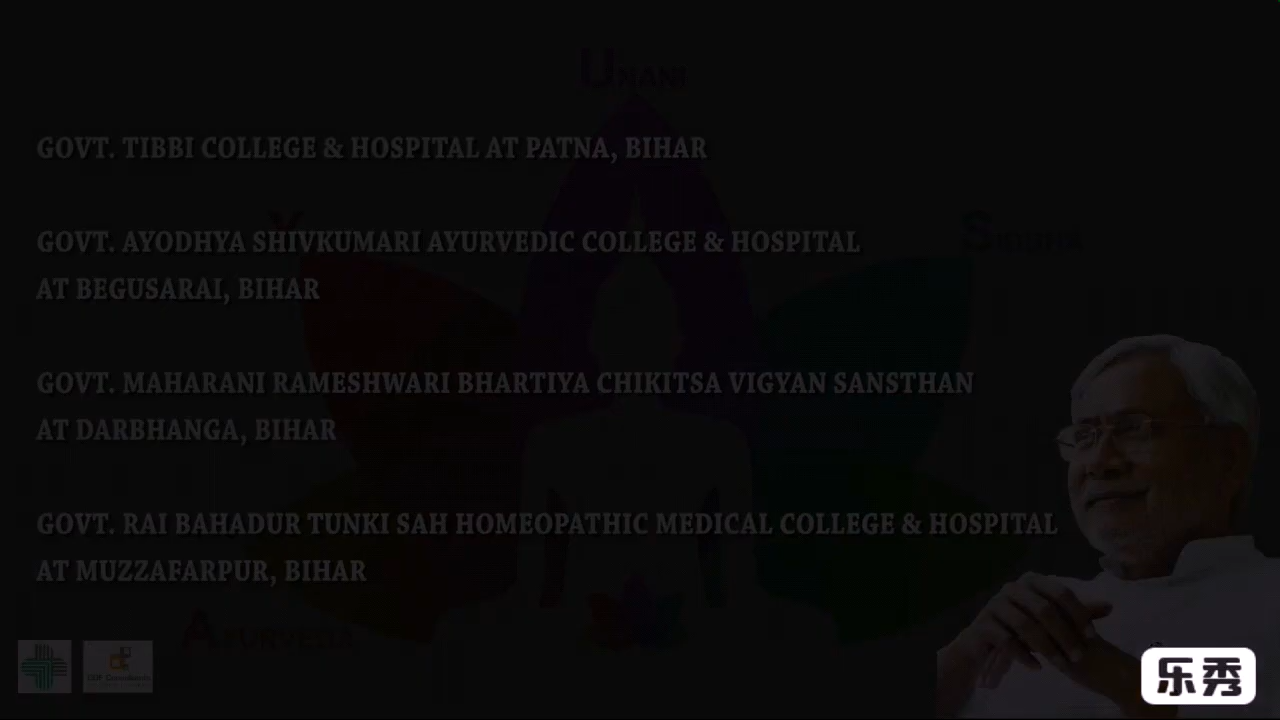 UNANI
GOVT. TIBBI COLLEGE & HOSPITAL AT PATNA, BIHAR
SIDDHA
GOVT. AYODHYA SHIVKUMARI AYURVEDIC COLLEGE & HOSPITAL
AT BEGUSARAI, BIHAR
GOVT. MAHARANI RAMESHWARI BHARTIYA CHIKITSA VIGYAN SANSTHAN
AT DARBHANGA, BIHAR
GOVT. RAI BAHADUR TUNKI SAH HOMEOPATHIC MEDICAL COLLEGE & HOSPITAL
AT MUZZAFARPUR, BIHAR
AYURVEDA
乐秀